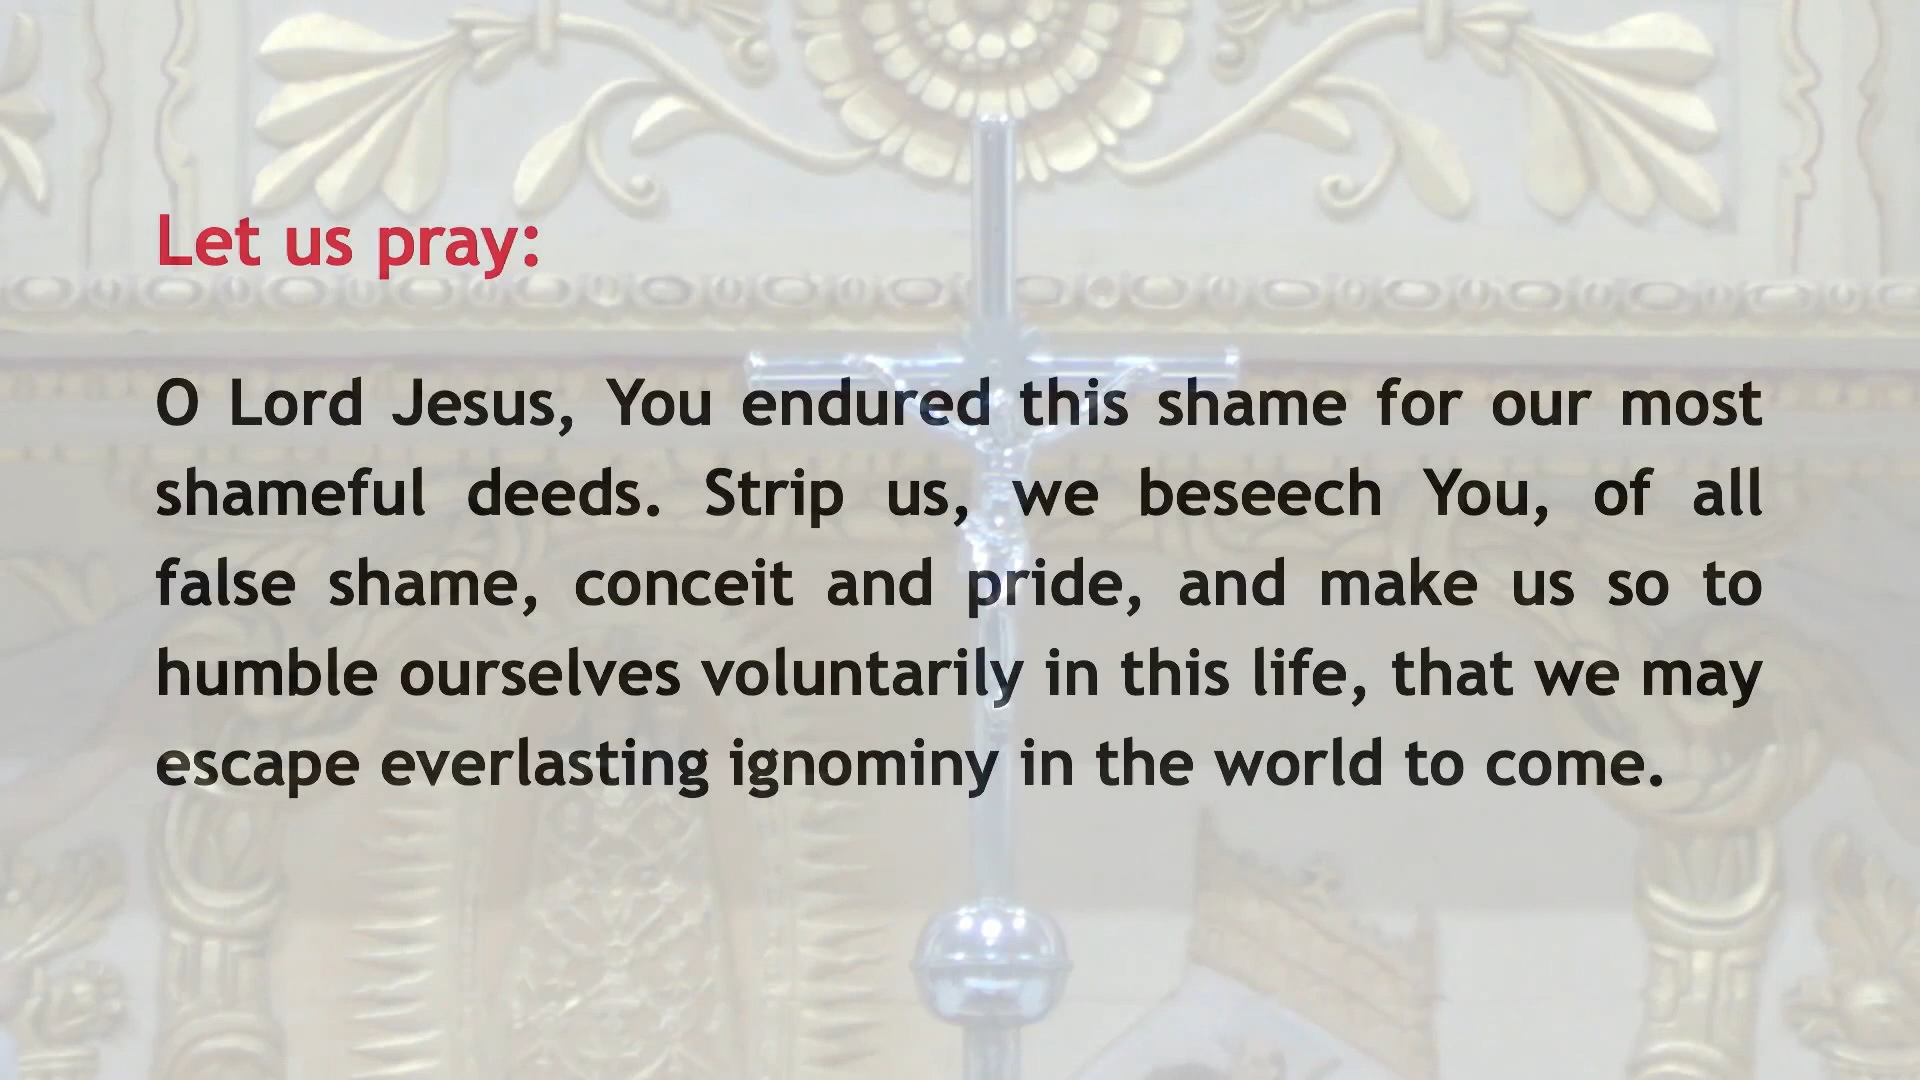 Let us pray:
O Lord Jesus, You endured this shame for our most
shameful deeds. Strip us, we beseech You, of all
false shame, conceit and pride, and make us so to
humble ourselves voluntarily in this life, that we may
escape everlasting ignominy in the world to come.